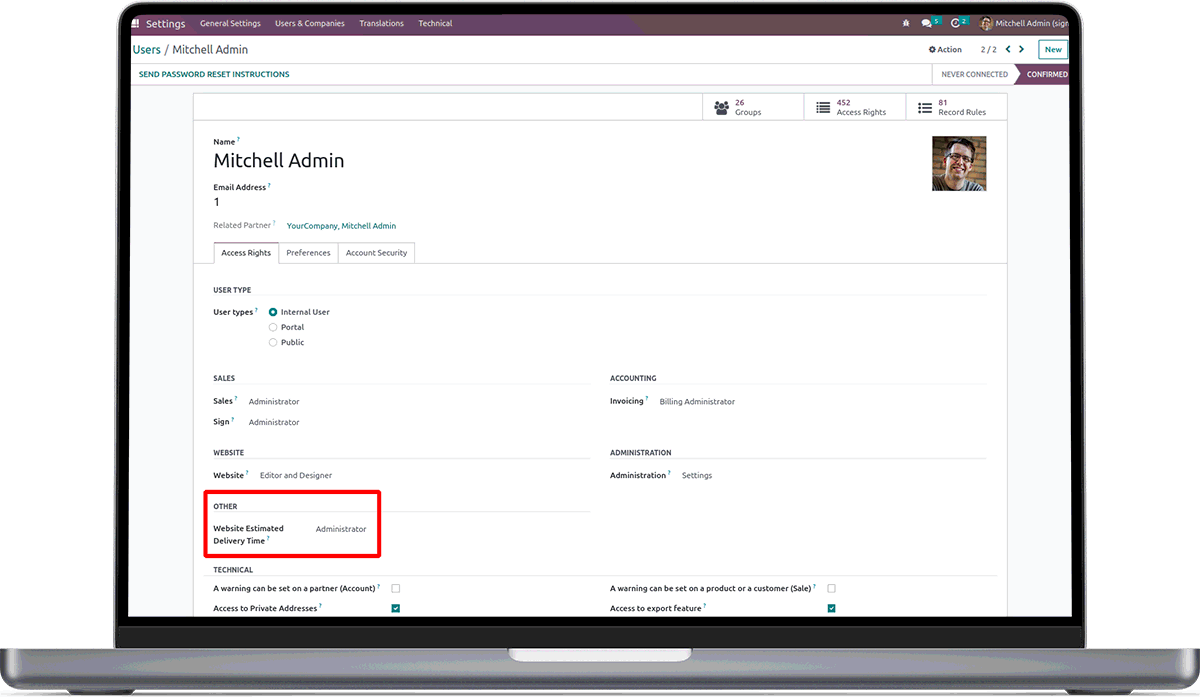 Settings General Settings Users & Companies Translations Technical 5 2 Mitchell Admin (sign
Users / Mitchell Admin Action 2 / 2 New
SEND PASSWORD RESET INSTRUCTIONS NEVER CONNECTED CONFIRMED
26 Groups 452 Access Rights 81 Record Rules
Name ?
Mitchell Admin
Email Address ?
1
Related Partner ? YourCompany, Mitchell Admin
Access Rights Preferences Account Security
USER TYPE
User types ? Internal User
Portal
Public
SALES ACCOUNTING
Sales ? Administrator Invoicing ? Billing Administrator
Sign ? Administrator
WEBSITE ADMINISTRATION
Website ? Editor and Designer Administration ? Settings
OTHER
Website Estimated Administrator
Delivery Time ?
TECHNICAL
A warning can be set on a partner (Account) ? A warning can be set on a product or a customer (Sale) ?
Access to Private Addresses ? Access to export feature ?